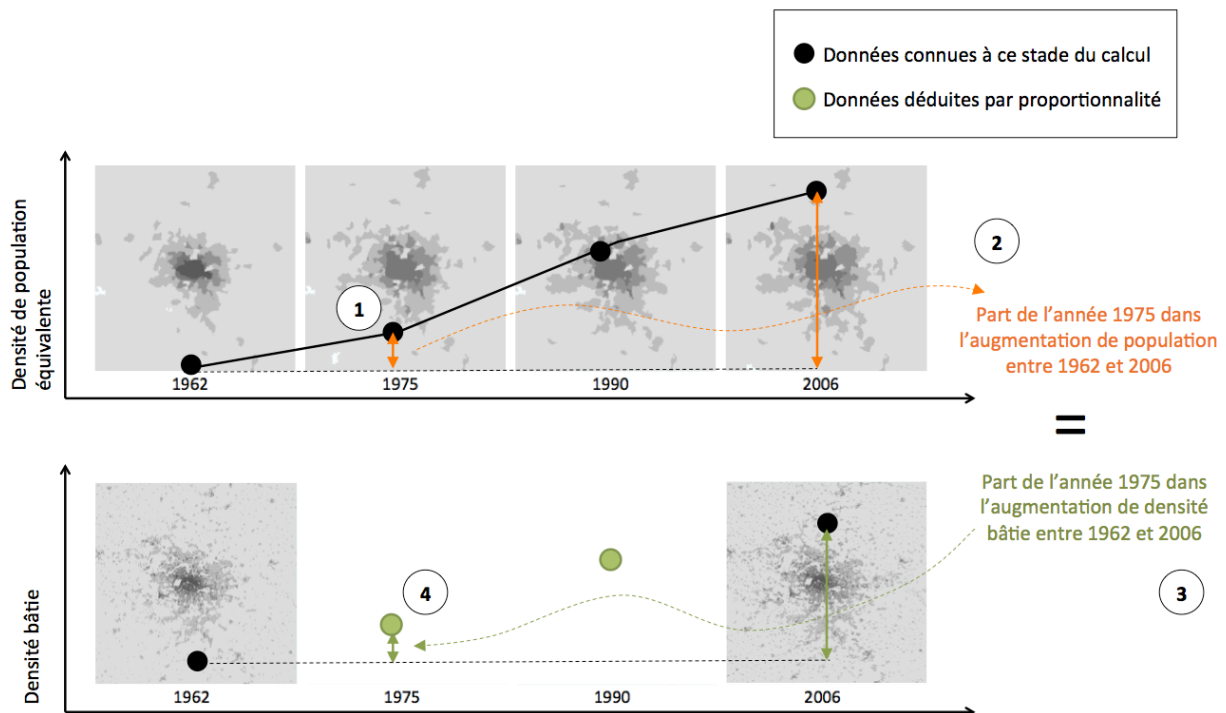 Données connues à ce stade du calcul
Données déduites par proportionnalité
Densité de population
équivalente
1
2
Part de l'année 1975 dans
l'augmentation de population
entre 1962 et 2006
1962
1975
1990
2006
=
Densité bâtie
Part de l'année 1975 dans
l'augmentation de densité
bâtie entre 1962 et 2006
4
3
1962
1975
1990
2006